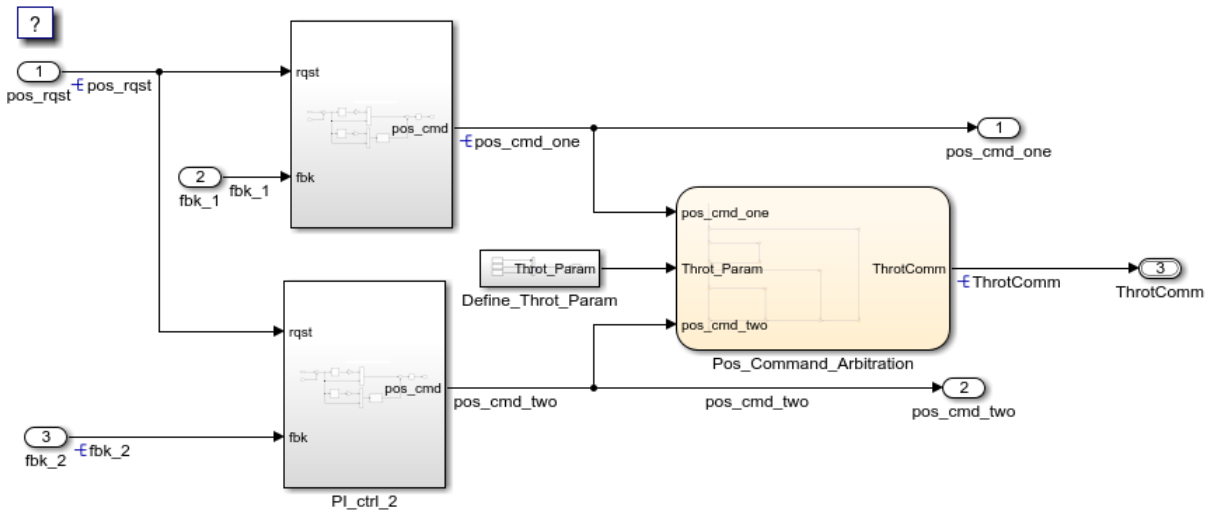 ?
1
pos_rqst
pos_rqst
rqst
pos_cmd
pos_cmd_one
1
pos_cmd_one
2
fbk_1
fbk_1
fbk
pos_cmd_one
Throt_Param
Define_Throt_Param
Throt_Param
ThrotComm
ThrotComm
3
ThrotComm
pos_cmd_two
Pos_Command_Arbitration
rqst
pos_cmd
pos_cmd_two
pos_cmd_two
2
pos_cmd_two
3
fbk_2
fbk_2
fbk
PI_ctrl_2